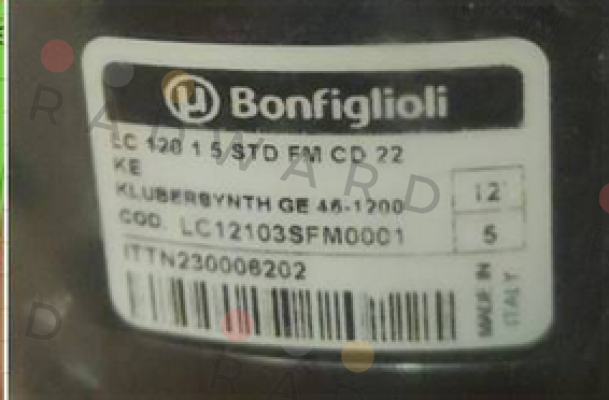 Bonfiglioli
LC 120 1 5 STD FM CD 22
KE
KLUBERSYNTH GE 46-1200
COD. LC12103SFM0001
ITTN230006202
12
5
MADE IN
ITALY
RADWARD